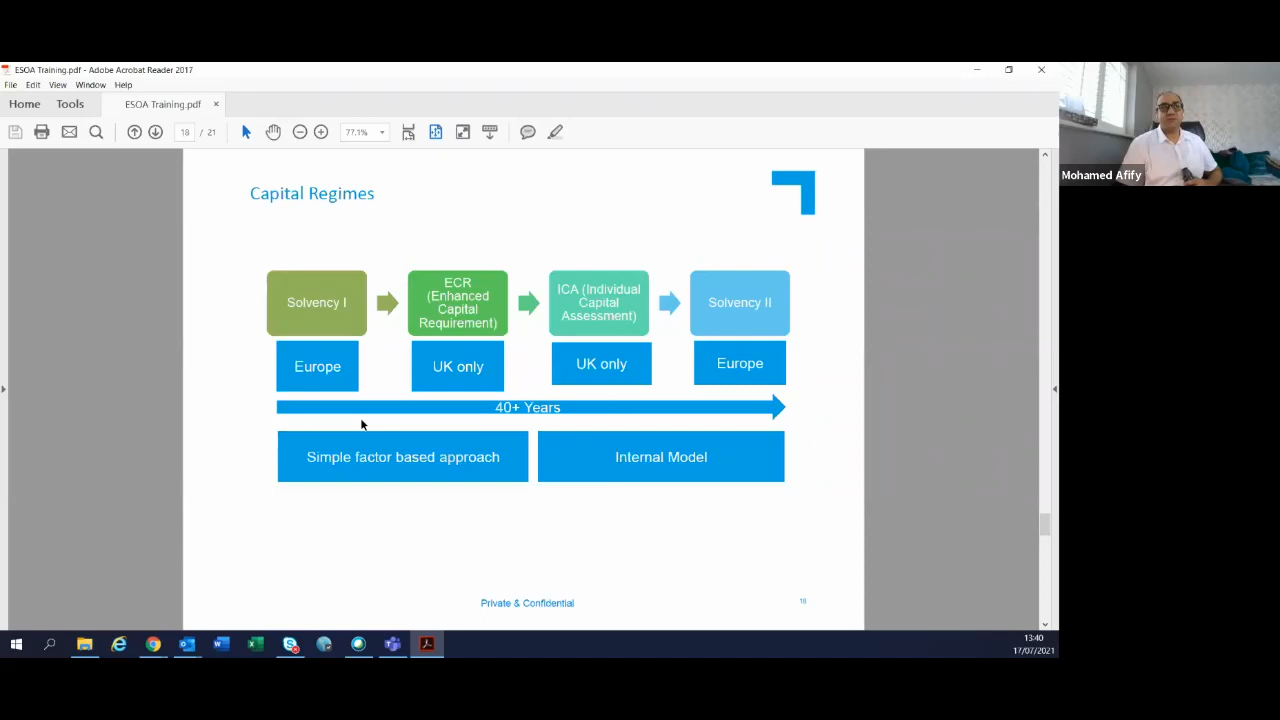 ESOA Training.pdf - Adobe Acrobat Reader 2017
File Edit View Window Help
Home Tools ESOA Training.pdf ×
18 / 21 77.1%
Mohamed Afify
Capital Regimes
Solvency I
ECR
(Enhanced
Capital
Requirement)
ICA (Individual
Capital
Assessment)
Solvency II
Europe
UK only
UK only
Europe
40+ Years
Simple factor based approach
Internal Model
Private & Confidential
18
13:40
17/07/2021